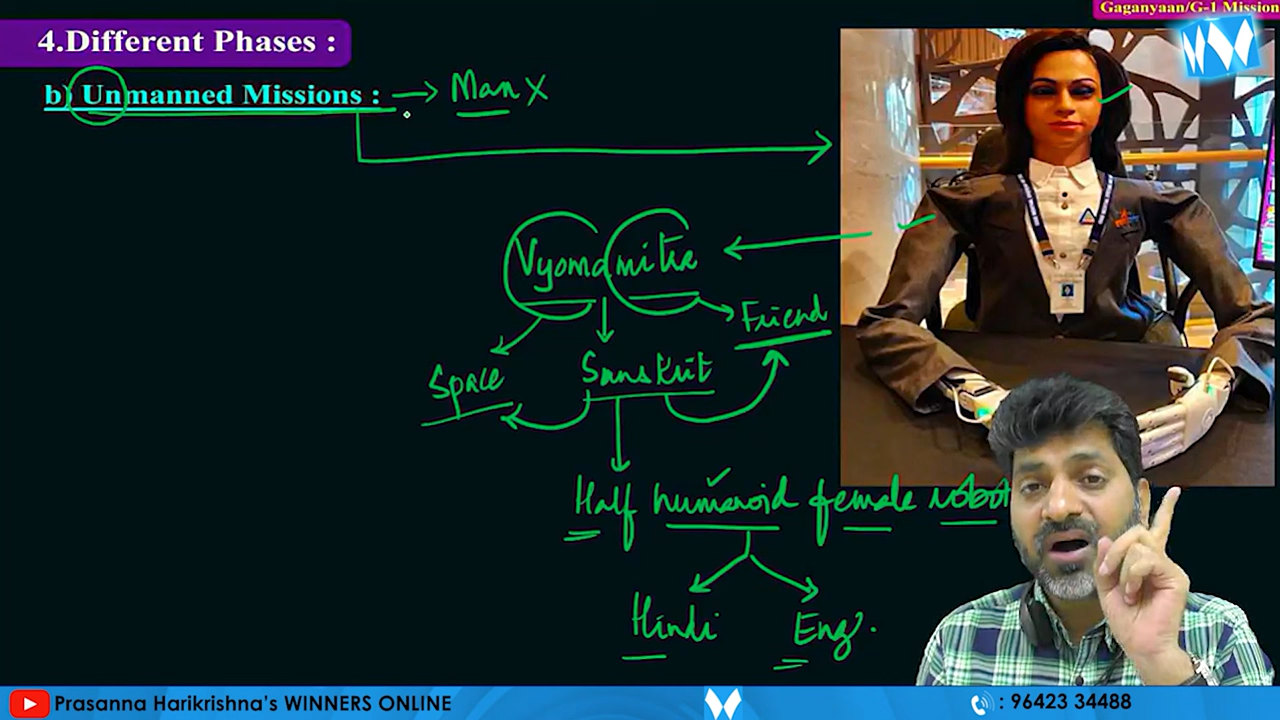 Gaganyaan/G-1 Mission
4.Different Phases :
b) Unmanned Missions : → Man X
Vyomamitra
Friend
Space
Sanskrit
Half humanoid female robot
Hindi
Eng.
Prasanna Harikrishna's WINNERS ONLINE
: 96423 34488